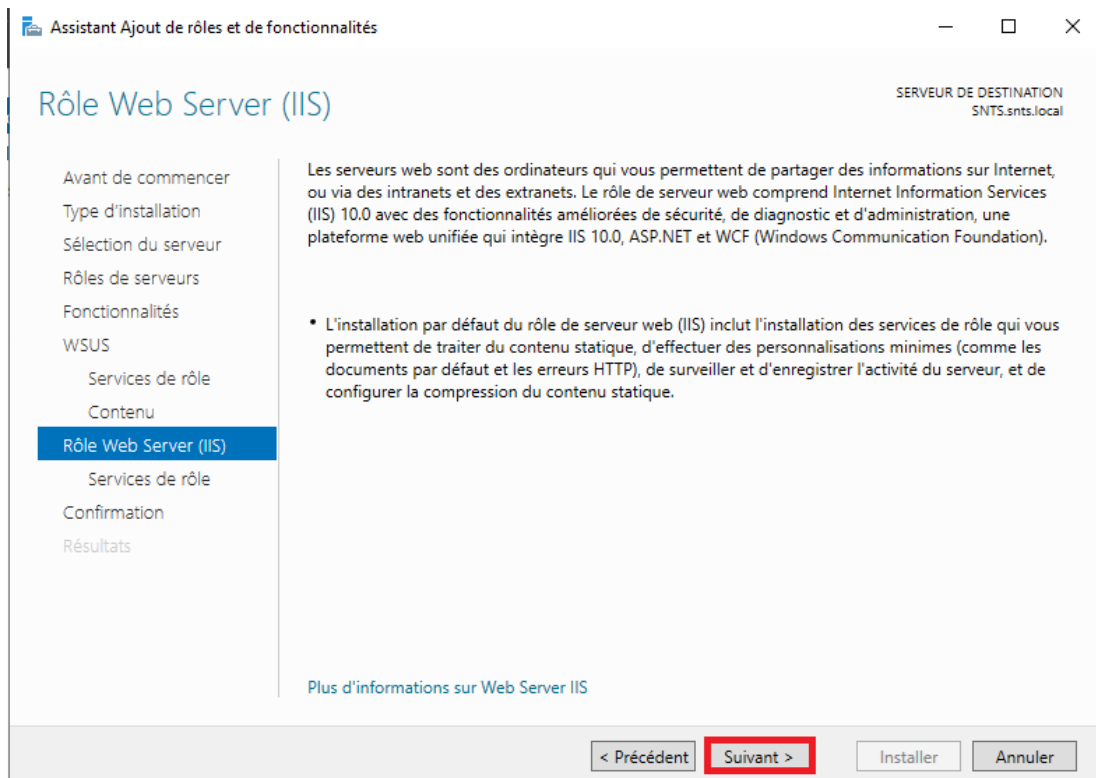 Assistant Ajout de rôles et de fonctionnalités
Rôle Web Server (IIS)
SERVEUR DE DESTINATION
SNTS.snts.local
Avant de commencer
Type d'installation
Sélection du serveur
Rôles de serveurs
Fonctionnalités
WSUS
Services de rôle
Contenu
Rôle Web Server (IIS)
Services de rôle
Confirmation
Résultats
Les serveurs web sont des ordinateurs qui vous permettent de partager des informations sur Internet,
ou via des intranets et des extranets. Le rôle de serveur web comprend Internet Information Services
(IIS) 10.0 avec des fonctionnalités améliorées de sécurité, de diagnostic et d'administration, une
plateforme web unifiée qui intègre IIS 10.0, ASP.NET et WCF (Windows Communication Foundation).
• L'installation par défaut du rôle de serveur web (IIS) inclut l'installation des services de rôle qui vous
permettent de traiter du contenu statique, d'effectuer des personnalisations minimes (comme les
documents par défaut et les erreurs HTTP), de surveiller et d'enregistrer l'activité du serveur, et de
configurer la compression du contenu statique.
Plus d'informations sur Web Server IIS
< Précédent
Suivant >
Installer
Annuler